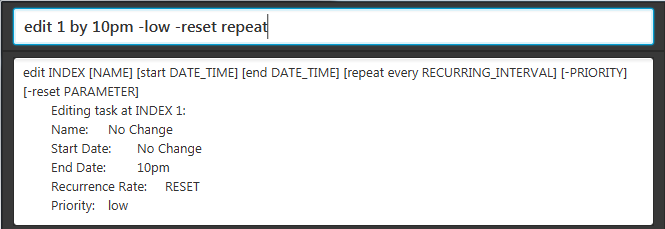 edit 1 by 10pm -low -reset repeat
edit INDEX [NAME] [start DATE_TIME] [end DATE_TIME] [repeat every RECURRING_INTERVAL] [-PRIORITY]
[-reset PARAMETER]
Editing task at INDEX 1:
Name: No Change
Start Date: No Change
End Date: 10pm
Recurrence Rate: RESET
Priority: low